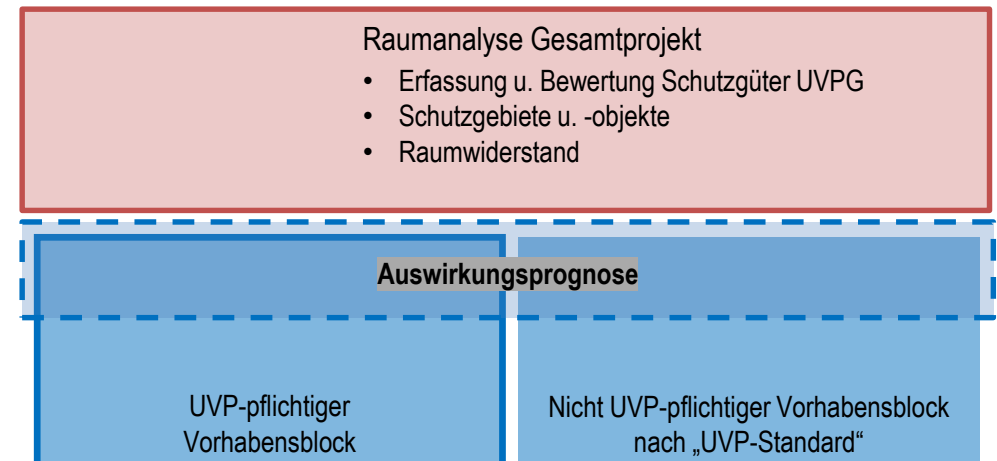 Raumanalyse Gesamtprojekt
• Erfassung u. Bewertung Schutzgüter UVPG
• Schutzgebiete u. -objekte
• Raumwiderstand
Auswirkungsprognose
UVP-pflichtiger
Vorhabensblock
Nicht UVP-pflichtiger Vorhabensblock
nach „UVP-Standard“